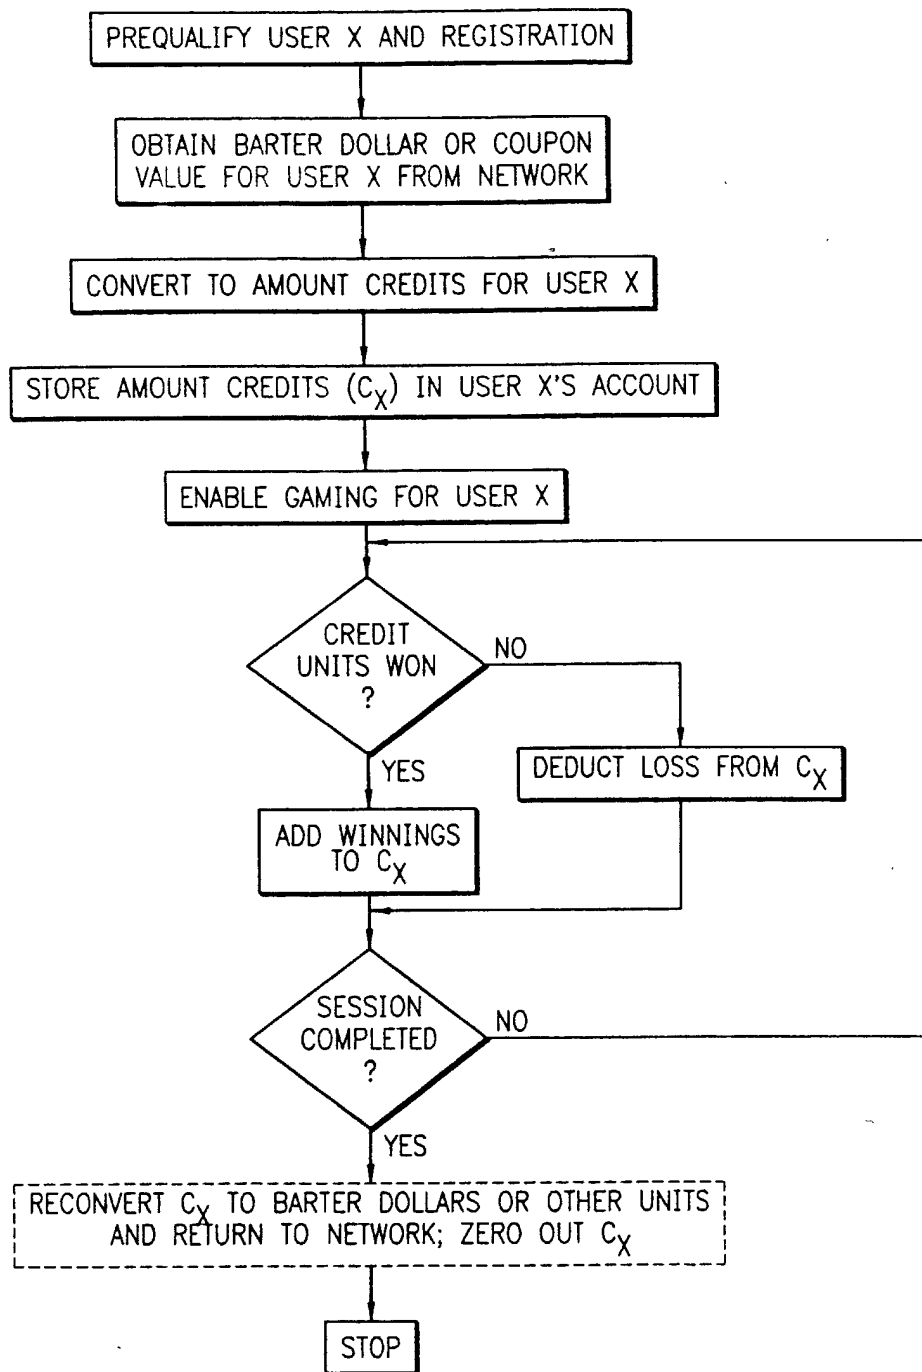 PREQUALIFY USER X AND REGISTRATION
OBTAIN BARTER DOLLAR OR COUPON
VALUE FOR USER X FROM NETWORK
CONVERT TO AMOUNT CREDITS FOR USER X
STORE AMOUNT CREDITS (CX) IN USER X'S ACCOUNT
ENABLE GAMING FOR USER X
CREDIT
UNITS WON
?
NO
YES
DEDUCT LOSS FROM CX
ADD WINNINGS
TO CX
SESSION
COMPLETED
?
NO
YES
RECONVERT CX TO BARTER DOLLARS OR OTHER UNITS
AND RETURN TO NETWORK; ZERO OUT CX
STOP